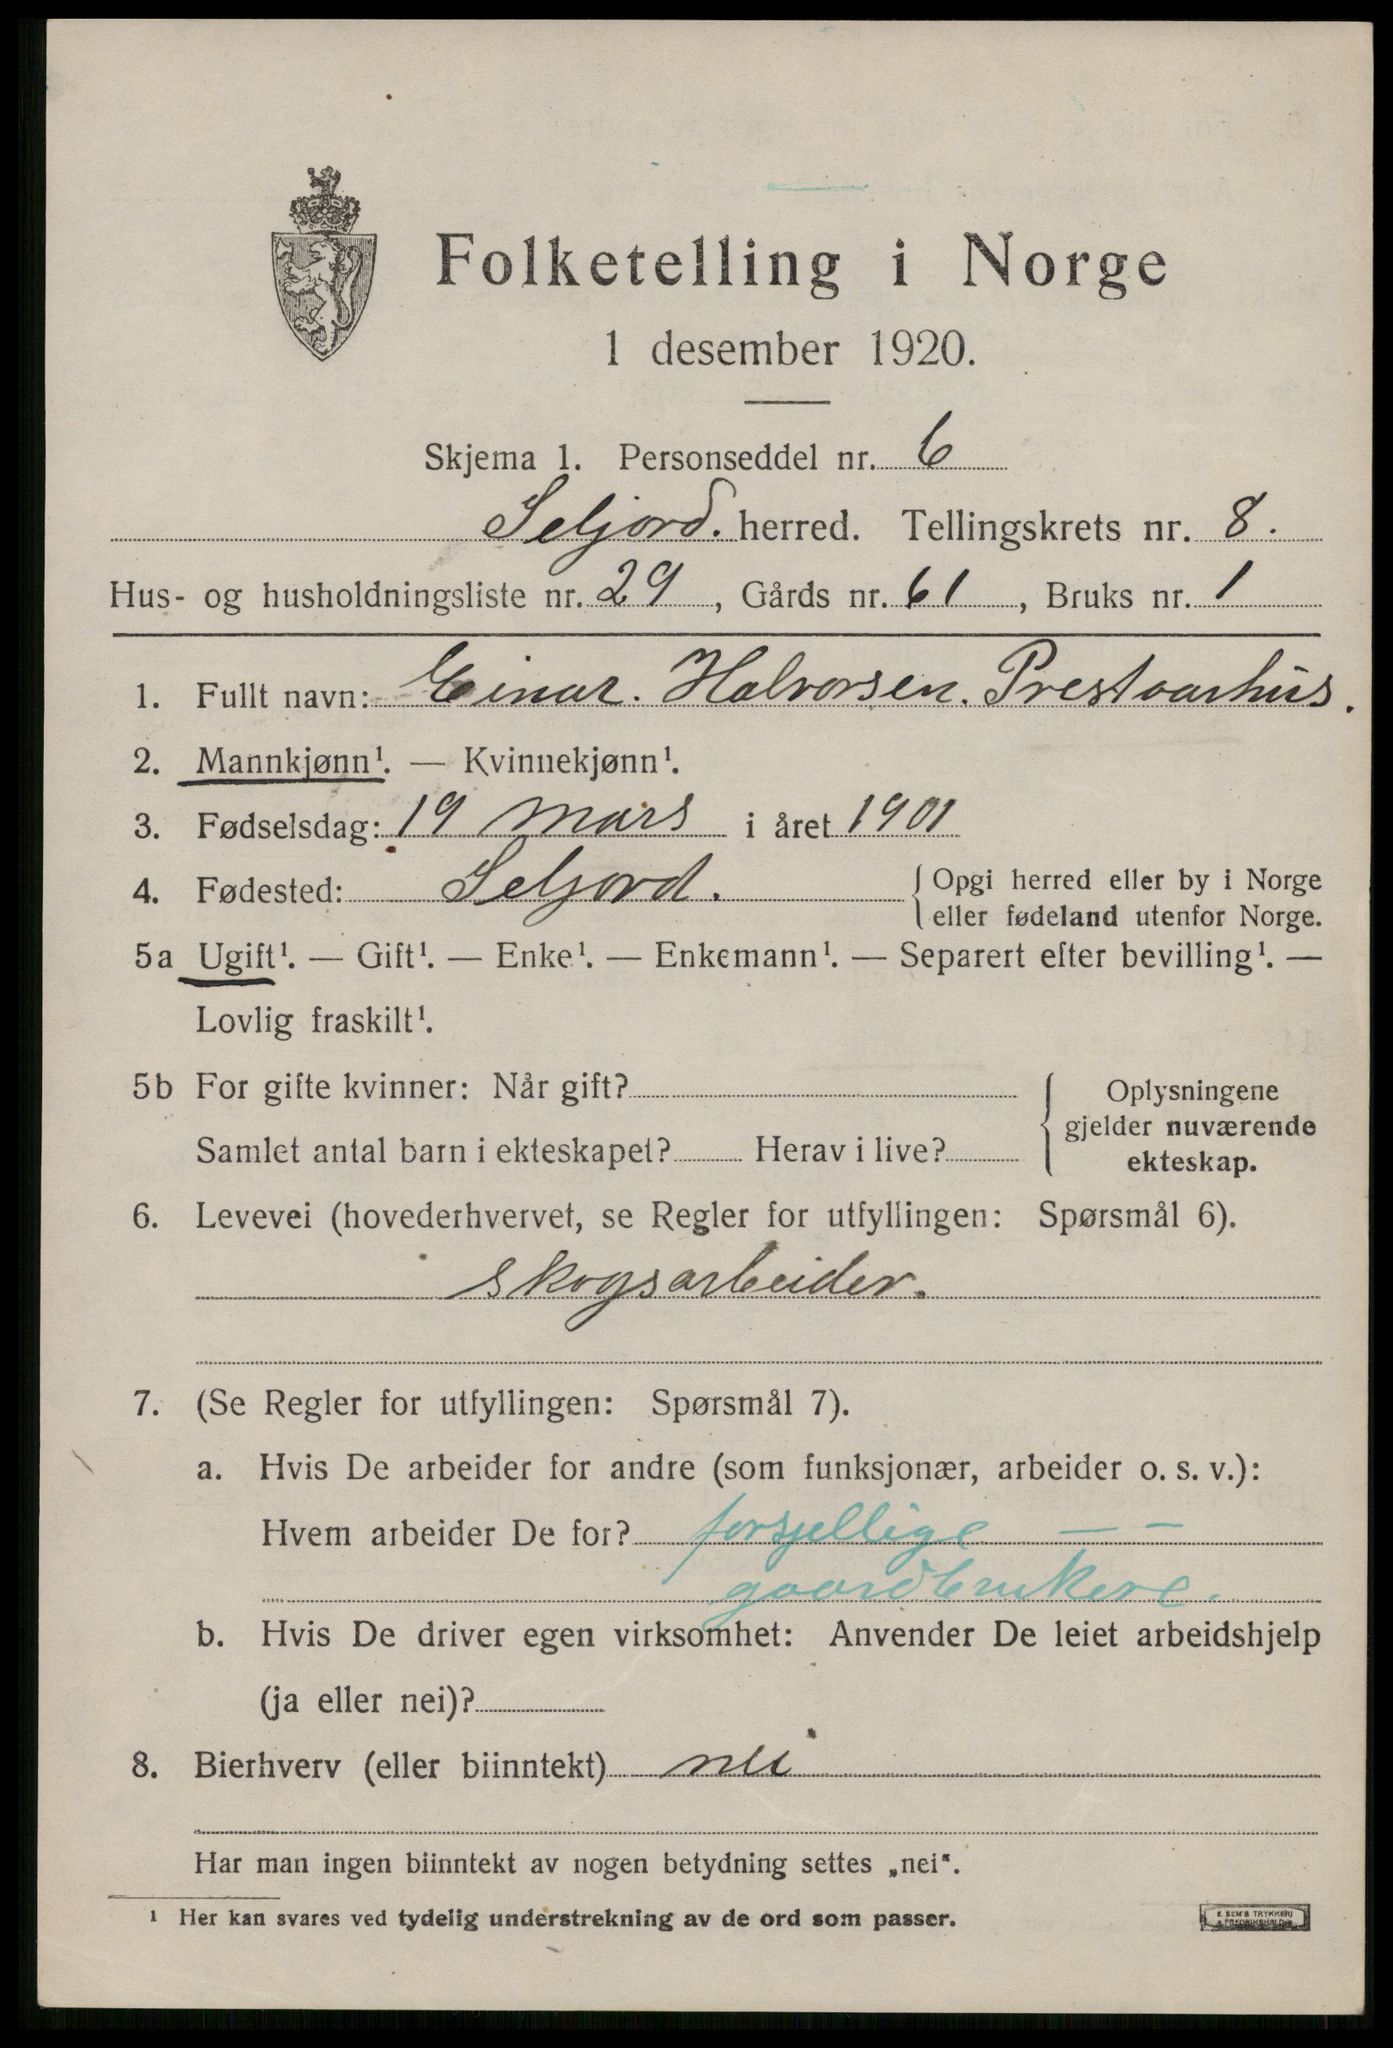 Folketelling i Norge
1 desember 1920.
Skjema 1. Personseddel nr. 6
Seljord. herred. Tellingskrets nr. 8.
Hus- og husholdningsliste nr. 29, Gårds nr. 61, Bruks nr. 1
1. Fullt navn: Einar. Halvorsen. Prestaarhus.
2. Mannkjønn¹. — Kvinnekjønn¹.
3. Fødselsdag: 19 mars i året 1901
4. Fødested: Seljord. { Opgi herred eller by i Norge
eller fødeland utenfor Norge.
5a Ugift¹. — Gift¹. — Enke¹. — Enkemann¹. — Separert efter bevilling¹. —
Lovlig fraskilt¹.
5b For gifte kvinner: Når gift? { Oplysningene
gjelder nuværende
Samlet antal barn i ekteskapet? Herav i live? ekteskap.
6. Levevei (hovederhvervet, se Regler for utfyllingen: Spørsmål 6).
skogsarbeider.
7. (Se Regler for utfyllingen: Spørsmål 7).
a. Hvis De arbeider for andre (som funksjonær, arbeider o. s. v.):
Hvem arbeider De for? forsjellige — —
gaardbrukere.
b. Hvis De driver egen virksomhet: Anvender De leiet arbeidshjelp
(ja eller nei)?
8. Bierhverv (eller biinntekt) nei
Har man ingen biinntekt av nogen betydning settes „nei“.
¹ Her kan svares ved tydelig understrekning av de ord som passer.
E. SEM'S TRYKKERI
FREDRIKSHALD